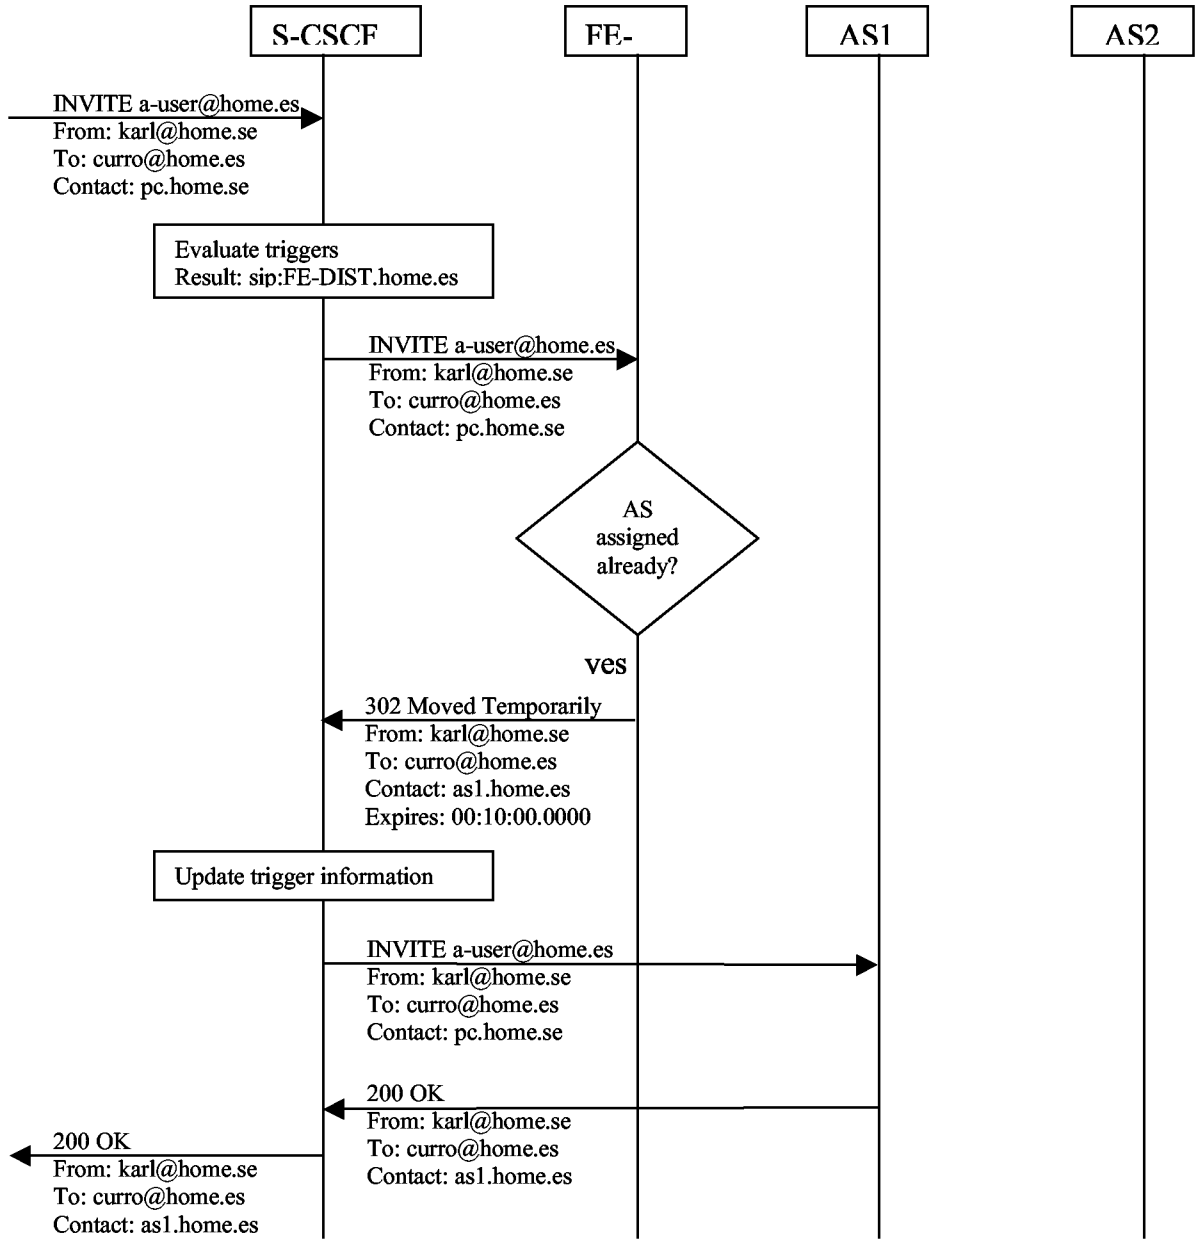 S-CSCF
FE-
AS1
AS2
INVITE a-user@home.es
From: karl@home.se
To: curro@home.es
Contact: pc.home.se
Evaluate triggers
Result: sip:FE-DIST.home.es
INVITE a-user@home.es
From: karl@home.se
To: curro@home.es
Contact: pc.home.se
AS
assigned
already?
yes
302 Moved Temporarily
From: karl@home.se
To: curro@home.es
Contact: as1.home.es
Expires: 00:10:00.0000
Update trigger information
INVITE a-user@home.es
From: karl@home.se
To: curro@home.es
Contact: pc.home.se
200 OK
From: karl@home.se
To: curro@home.es
Contact: as1.home.es
200 OK
From: karl@home.se
To: curro@home.es
Contact: as1.home.es